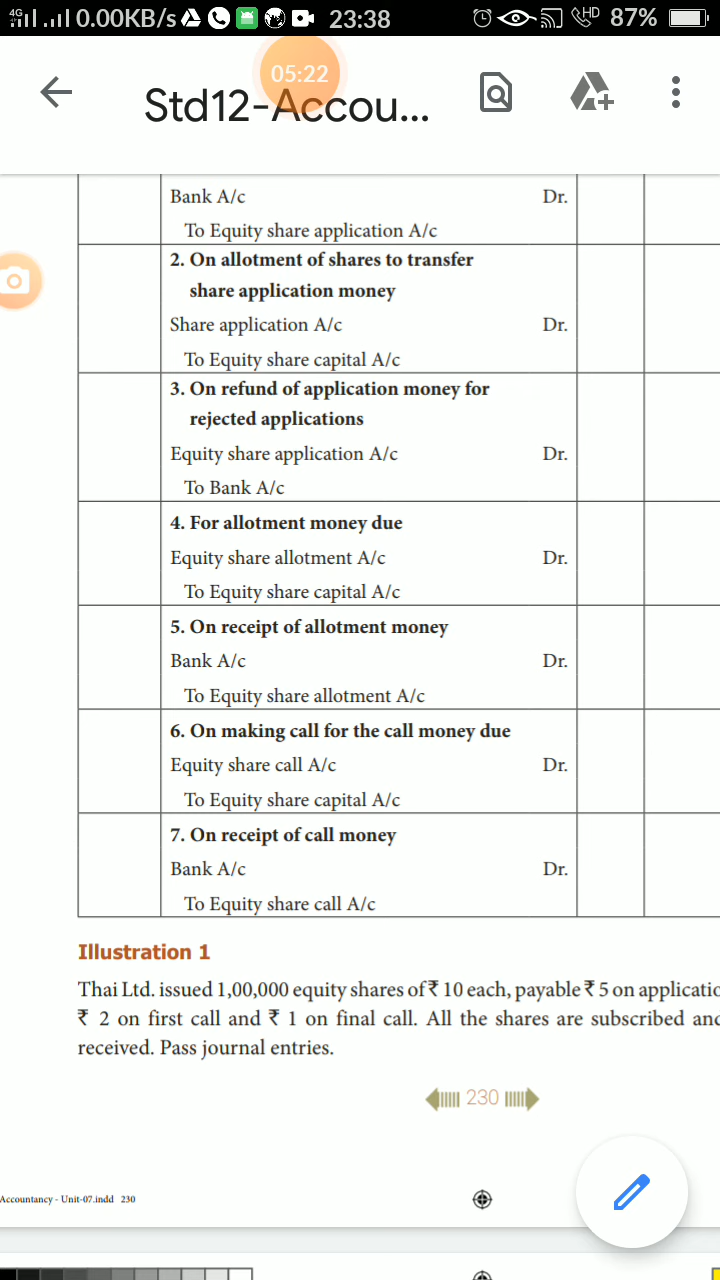 4G 0.00KB/s 23:38 HD 87%
05:22
Std12-Accou...
Bank A/c Dr.
To Equity share application A/c
2. On allotment of shares to transfer
share application money
Share application A/c Dr.
To Equity share capital A/c
3. On refund of application money for
rejected applications
Equity share application A/c Dr.
To Bank A/c
4. For allotment money due
Equity share allotment A/c Dr.
To Equity share capital A/c
5. On receipt of allotment money
Bank A/c Dr.
To Equity share allotment A/c
6. On making call for the call money due
Equity share call A/c Dr.
To Equity share capital A/c
7. On receipt of call money
Bank A/c Dr.
To Equity share call A/c
Illustration 1
Thai Ltd. issued 1,00,000 equity shares of ₹ 10 each, payable ₹ 5 on applicatio
₹ 2 on first call and ₹ 1 on final call. All the shares are subscribed and
received. Pass journal entries.
230
Accountancy - Unit-07.indd 230